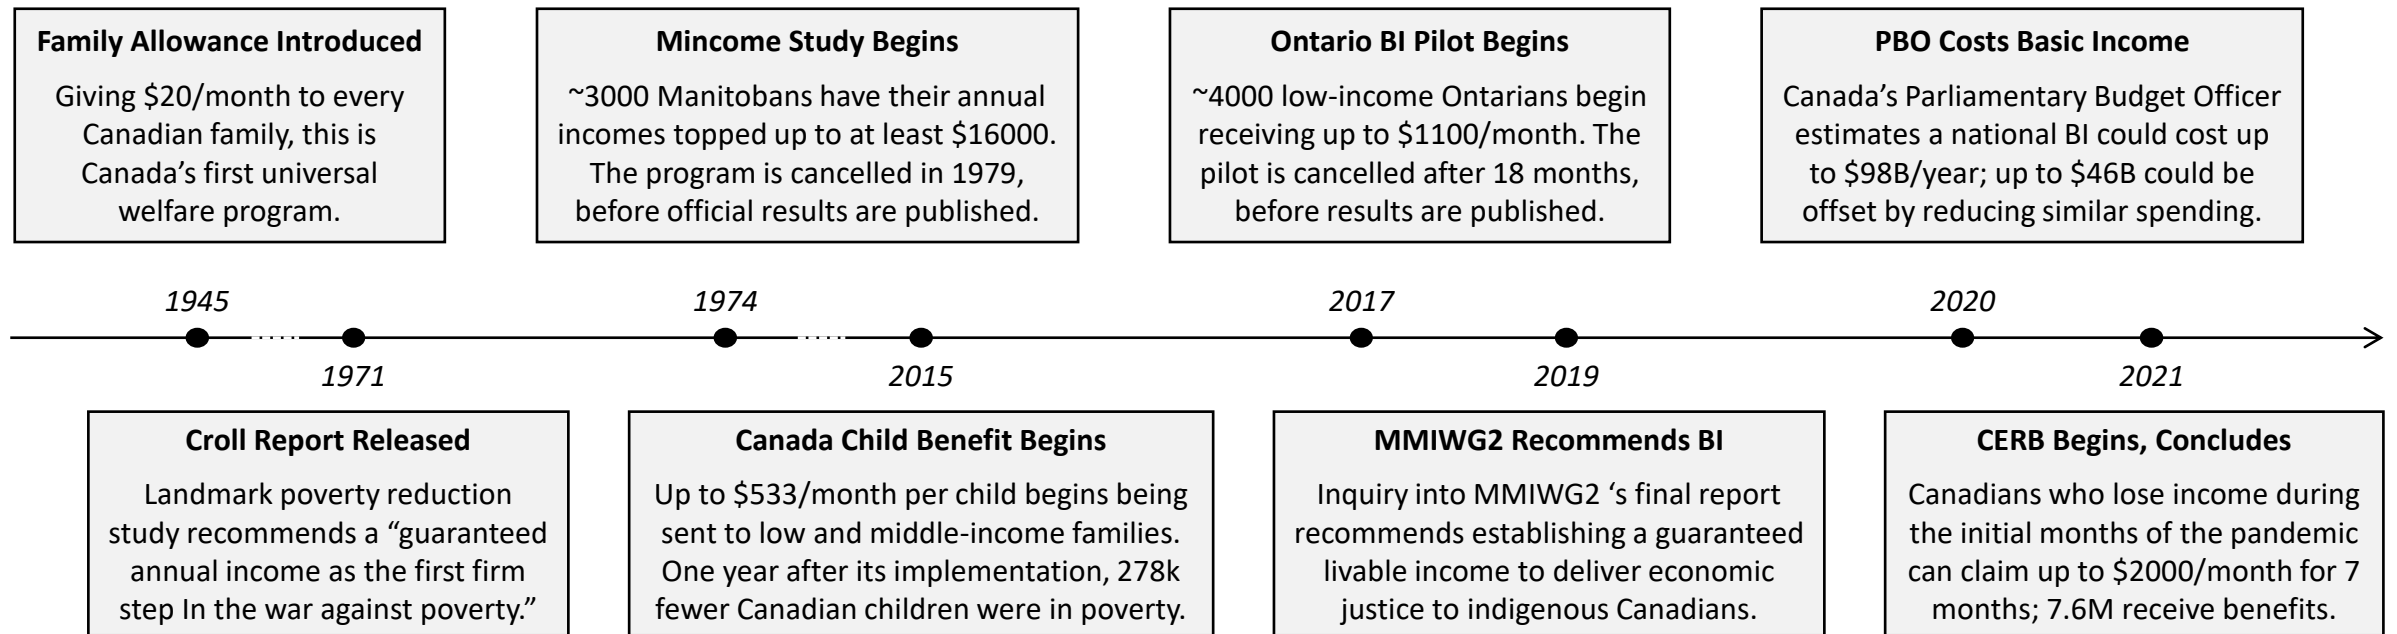 Family Allowance Introduced
Giving $20/month to every
Canadian family, this is
Canada’s first universal
welfare program.
Mincome Study Begins
~3000 Manitobans have their annual
incomes topped up to at least $16000.
The program is cancelled in 1979,
before official results are published.
Ontario BI Pilot Begins
~4000 low-income Ontarians begin
receiving up to $1100/month. The
pilot is cancelled after 18 months,
before results are published.
PBO Costs Basic Income
Canada’s Parliamentary Budget Officer
estimates a national BI could cost up
to $98B/year; up to $46B could be
offset by reducing similar spending.
1945
1974
2017
2020
1971
2015
2019
2021
Croll Report Released
Landmark poverty reduction
study recommends a “guaranteed
annual income as the first firm
step In the war against poverty.”
Canada Child Benefit Begins
Up to $533/month per child begins being
sent to low and middle-income families.
One year after its implementation, 278k
fewer Canadian children were in poverty.
MMIWG2 Recommends BI
Inquiry into MMIWG2 ‘s final report
recommends establishing a guaranteed
livable income to deliver economic
justice to indigenous Canadians.
CERB Begins, Concludes
Canadians who lose income during
the initial months of the pandemic
can claim up to $2000/month for 7
months; 7.6M receive benefits.